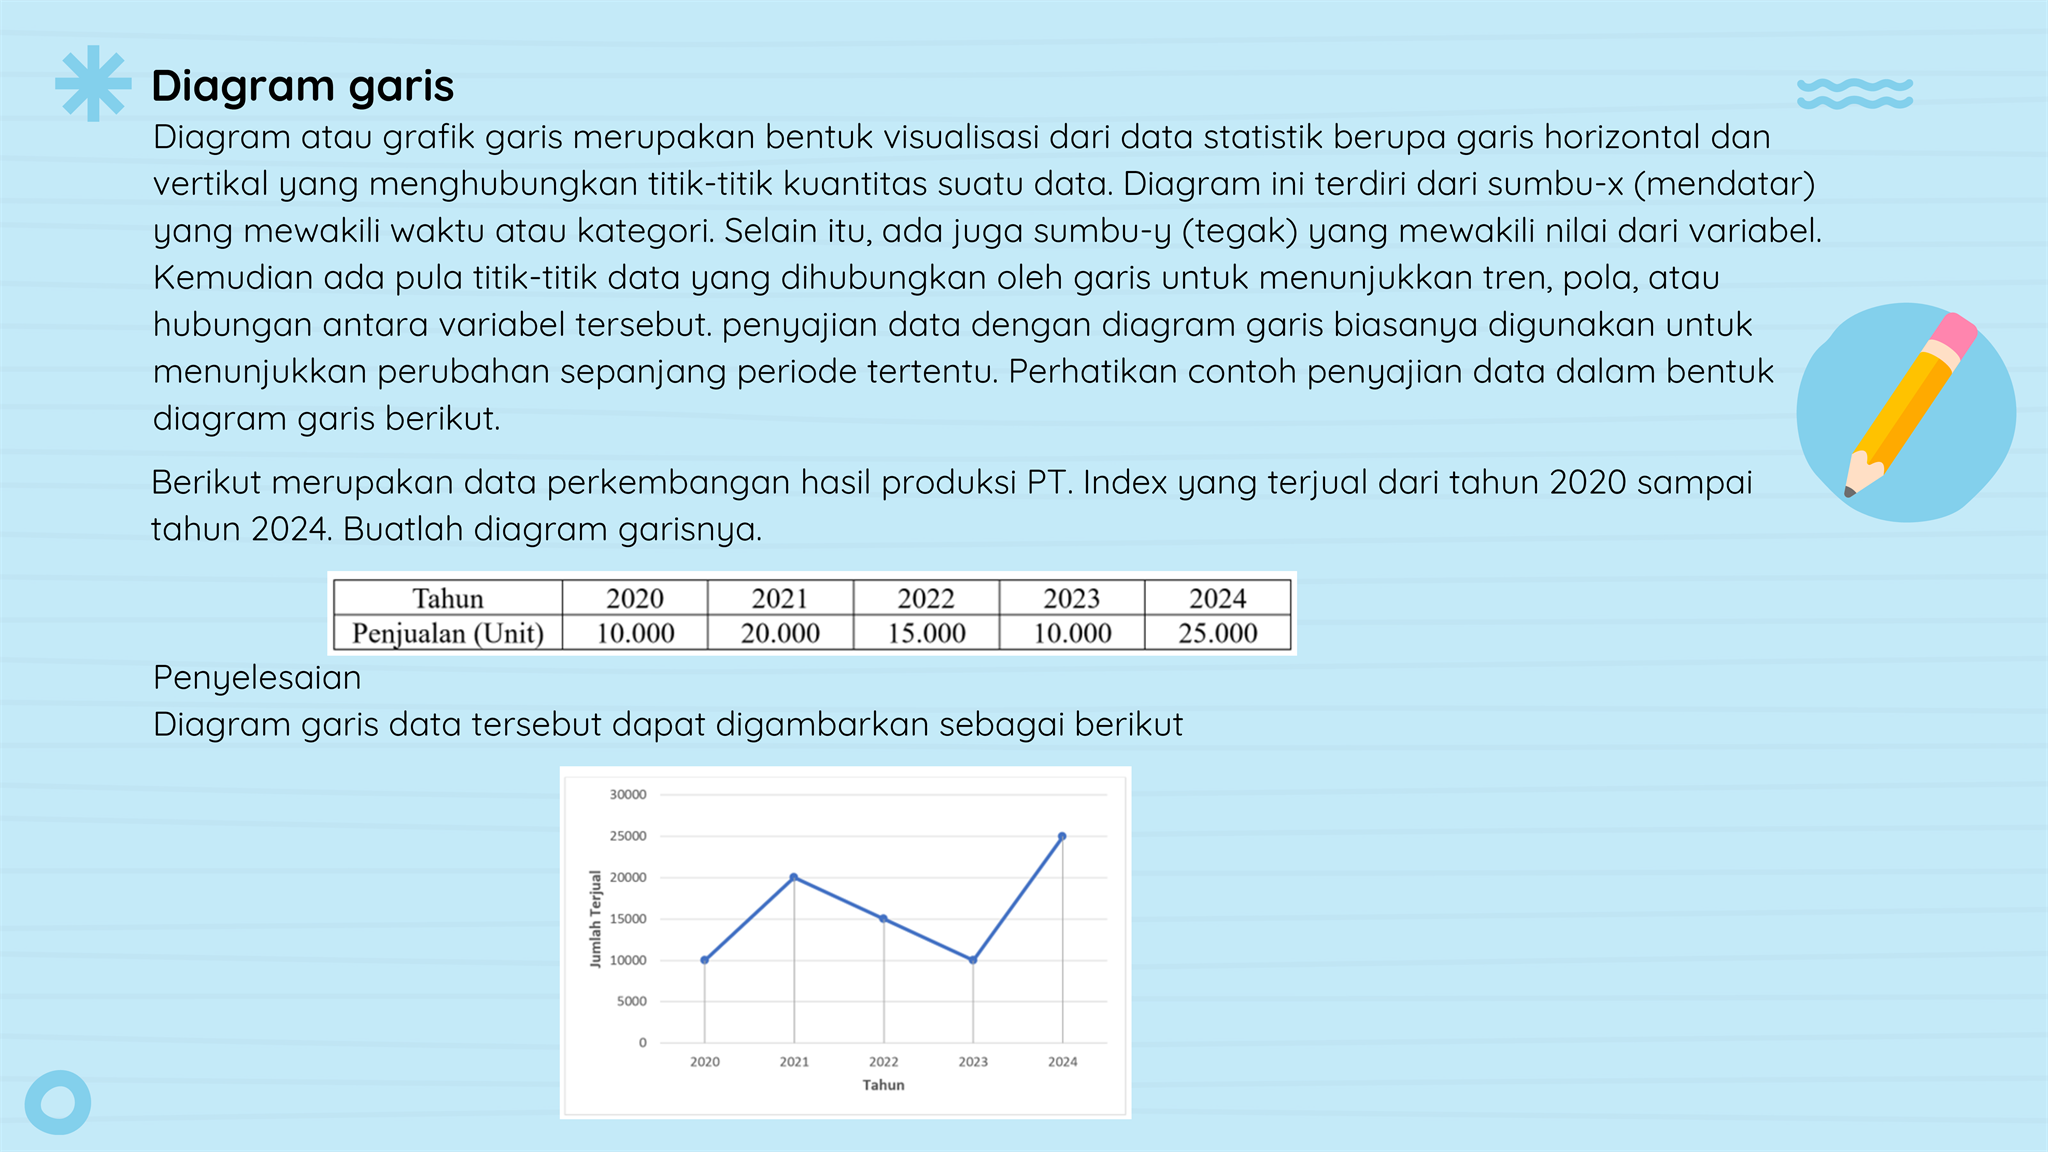 Diagram garis
Diagram atau grafik garis merupakan bentuk visualisasi dari data statistik berupa garis horizontal dan
vertikal yang menghubungkan titik-titik kuantitas suatu data. Diagram ini terdiri dari sumbu-x (mendatar)
yang mewakili waktu atau kategori. Selain itu, ada juga sumbu-y (tegak) yang mewakili nilai dari variabel.
Kemudian ada pula titik-titik data yang dihubungkan oleh garis untuk menunjukkan tren, pola, atau
hubungan antara variabel tersebut. penyajian data dengan diagram garis biasanya digunakan untuk
menunjukkan perubahan sepanjang periode tertentu. Perhatikan contoh penyajian data dalam bentuk
diagram garis berikut.
Berikut merupakan data perkembangan hasil produksi PT. Index yang terjual dari tahun 2020 sampai
tahun 2024. Buatlah diagram garisnya.
Tahun 2020 2021 2022 2023 2024
Penjualan (Unit) 10.000 20.000 15.000 10.000 25.000
Penyelesaian
Diagram garis data tersebut dapat digambarkan sebagai berikut
Jumlah Terjual
30000
25000
20000
15000
10000
5000
0
2020 2021 2022 2023 2024
Tahun